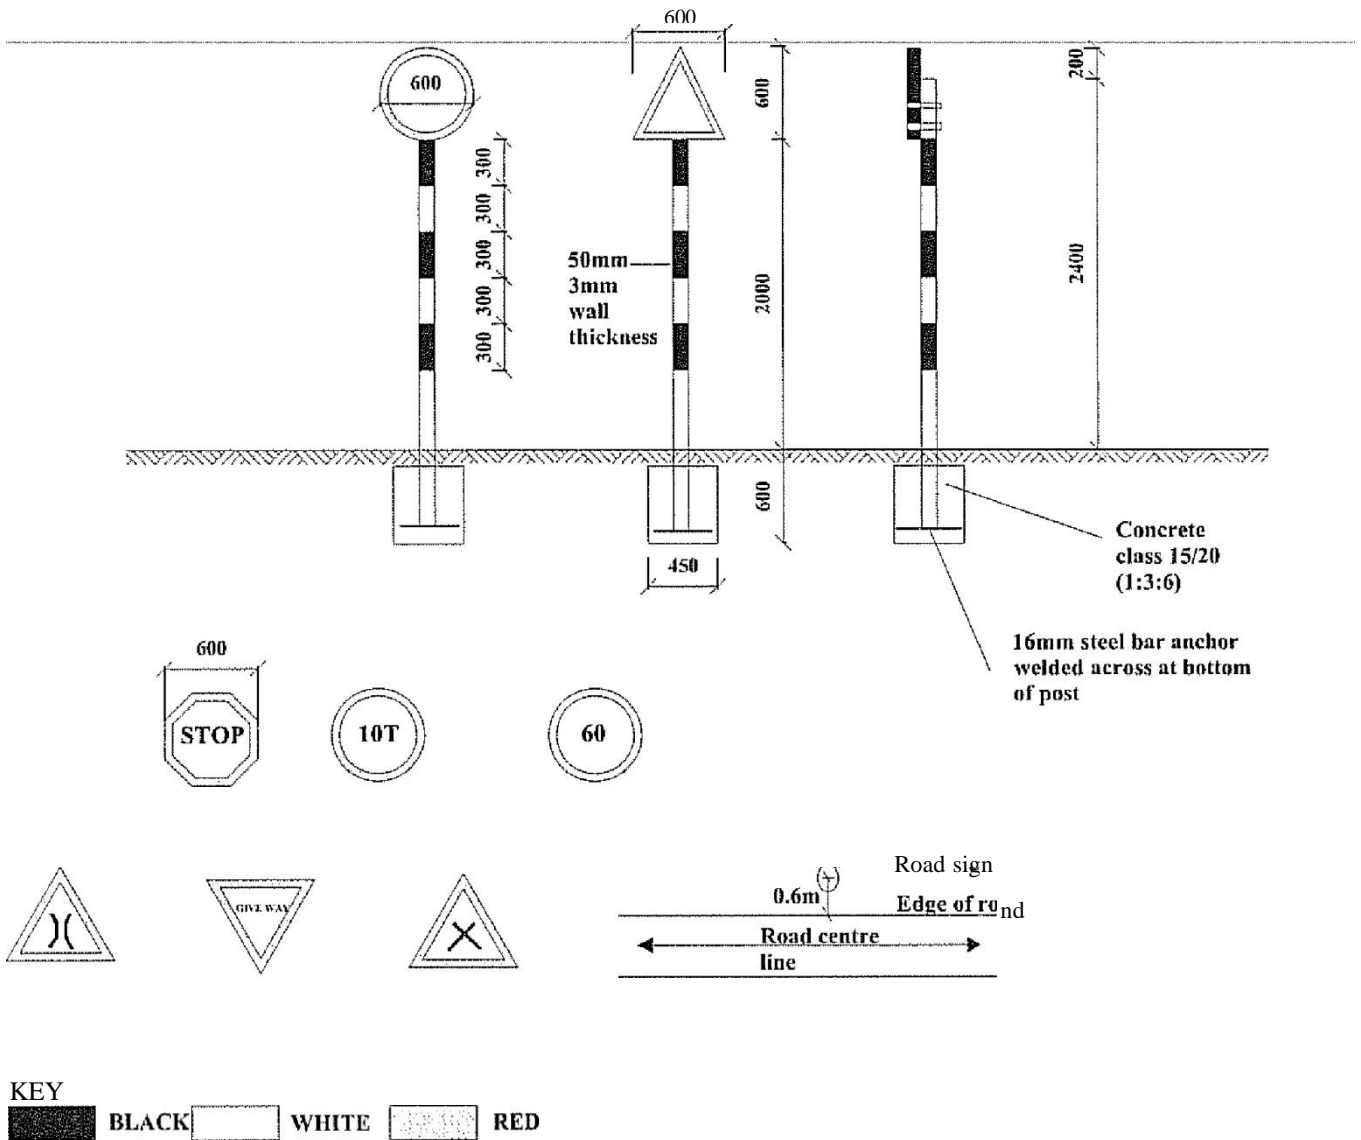 600
600
600
200
300
300
300
300
300
50mm
3mm
wall
thickness
2000
2400
600
450
Concrete
class 15/20
(1:3:6)
16mm steel bar anchor
welded across at bottom
of post
600
STOP
10T
60
GIVE WAY
Road sign
0.6m
Edge of rond
Road centre
line
KEY
BLACK
WHITE
RED